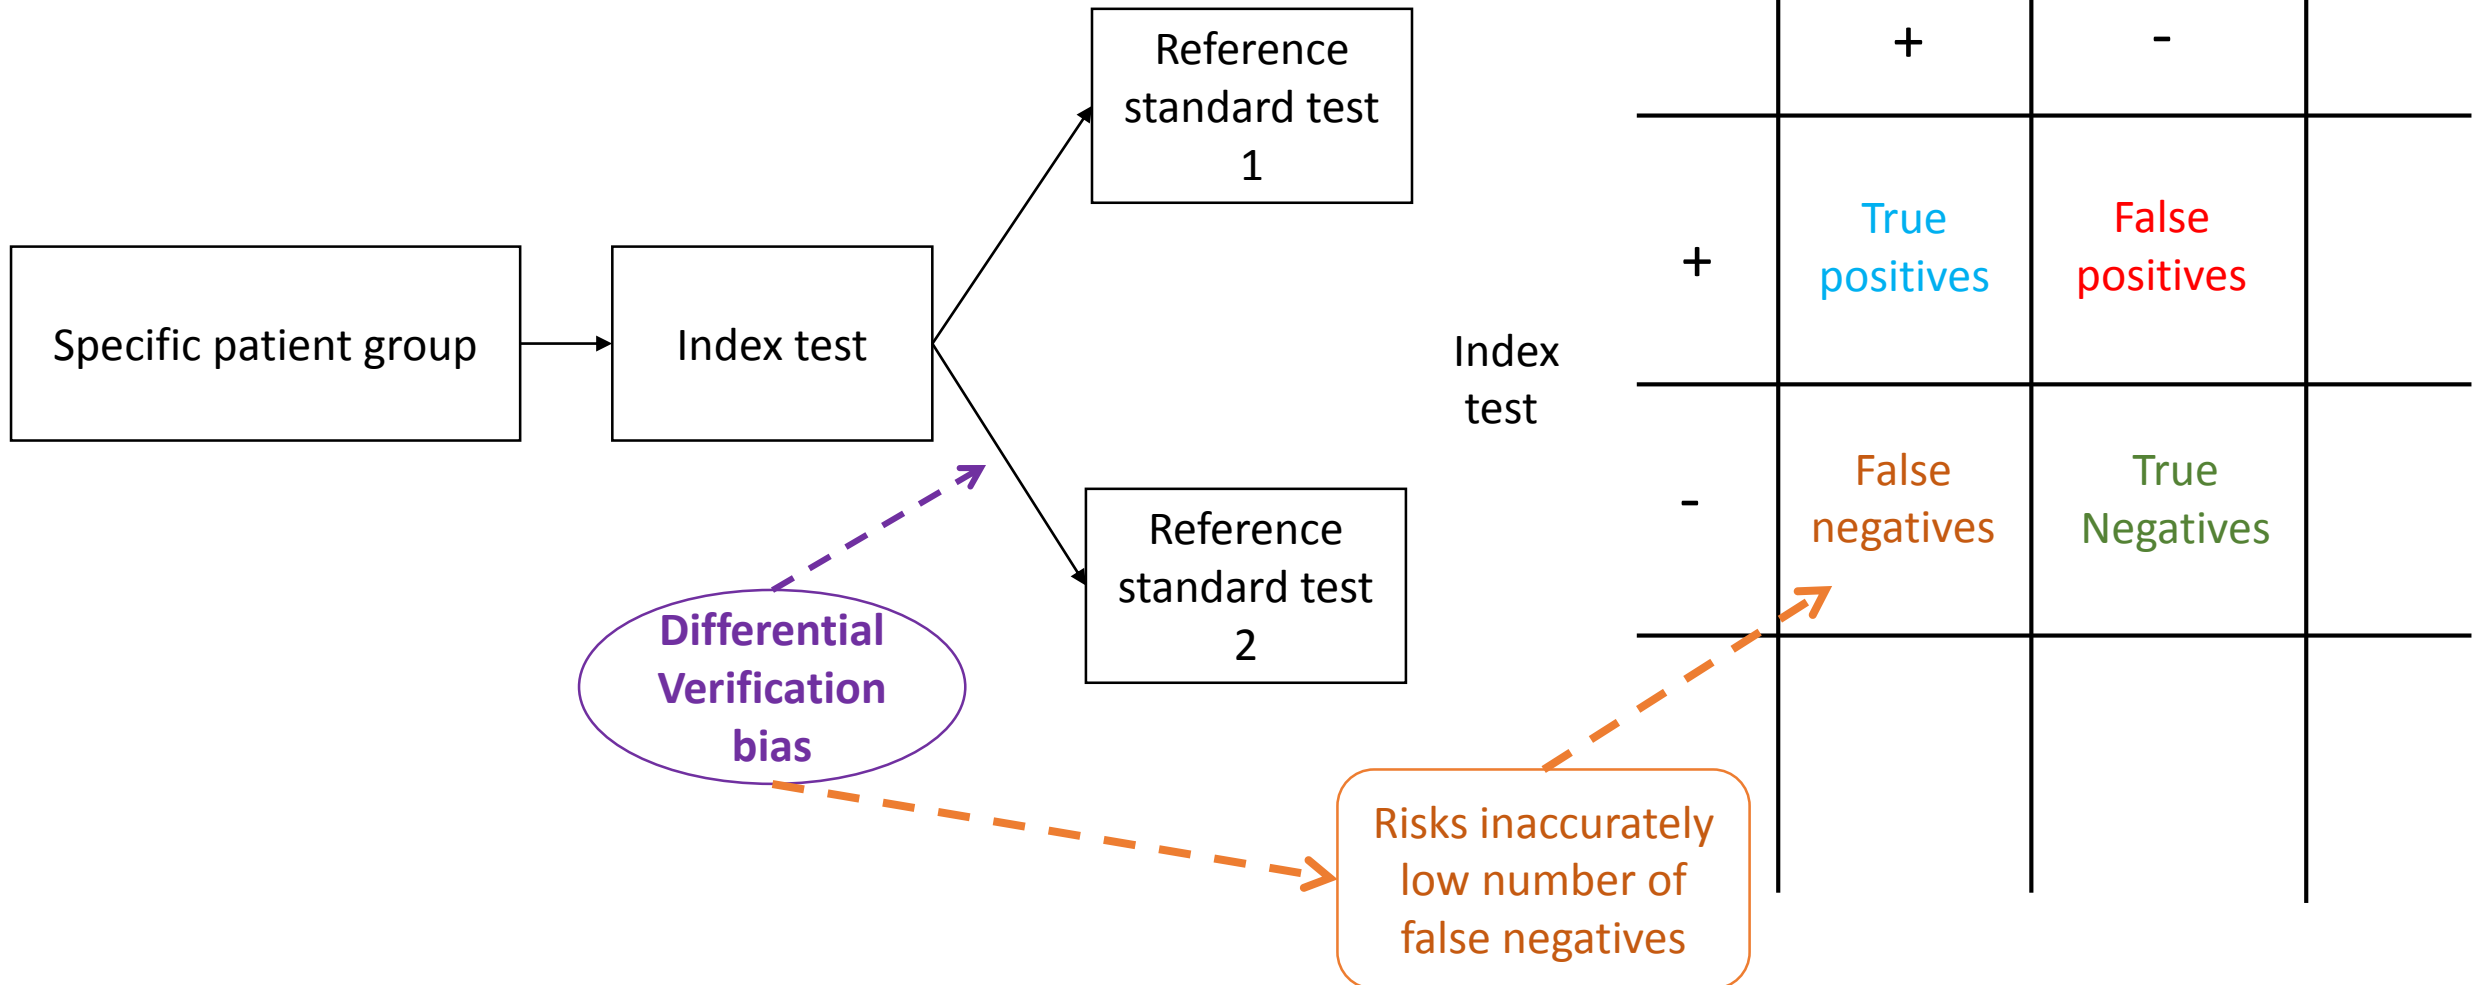 Reference
standard test
1
Specific patient group
Index test
Reference
standard test
2
Differential
Verification
bias
Risks inaccurately
low number of
false negatives
Index
test
+
-
+
True
positives
False
positives
-
False
negatives
True
Negatives